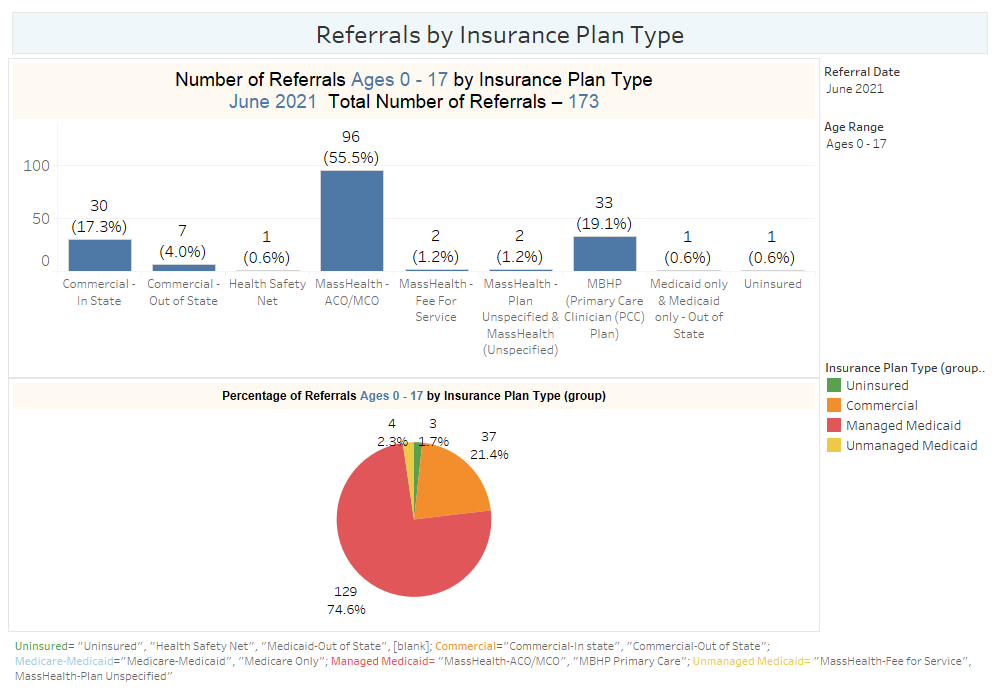 Referrals by Insurance Plan Type
Number of Referrals Ages 0 - 17 by Insurance Plan Type
June 2021 Total Number of Referrals – 173
Referral Date
June 2021
Age Range
Ages 0 - 17
100
50
0
30
(17.3%)
7
(4.0%)
1
(0.6%)
96
(55.5%)
2
(1.2%)
2
(1.2%)
33
(19.1%)
1
(0.6%)
1
(0.6%)
Commercial -
In State
Commercial -
Out of State
Health Safety
Net
MassHealth -
ACO/MCO
MassHealth -
Fee For
Service
MassHealth -
Plan
Unspecified &
MassHealth
(Unspecified)
MBHP
(Primary Care
Clinician (PCC)
Plan)
Medicaid only
& Medicaid
only - Out of
State
Uninsured
Insurance Plan Type (group..
Uninsured
Commercial
Managed Medicaid
Unmanaged Medicaid
Percentage of Referrals Ages 0 - 17 by Insurance Plan Type (group)
4
2.3%
3
1.7%
37
21.4%
129
74.6%
Uninsured= "Uninsured", "Health Safety Net", "Medicaid-Out of State", [blank]; Commercial="Commercial-In state", "Commercial-Out of State";
Medicare-Medicaid="Medicare-Medicaid", "Medicare Only"; Managed Medicaid= "MassHealth-ACO/MCO", "MBHP Primary Care"; Unmanaged Medicaid= "MassHealth-Fee for Service",
MassHealth-Plan Unspecified"